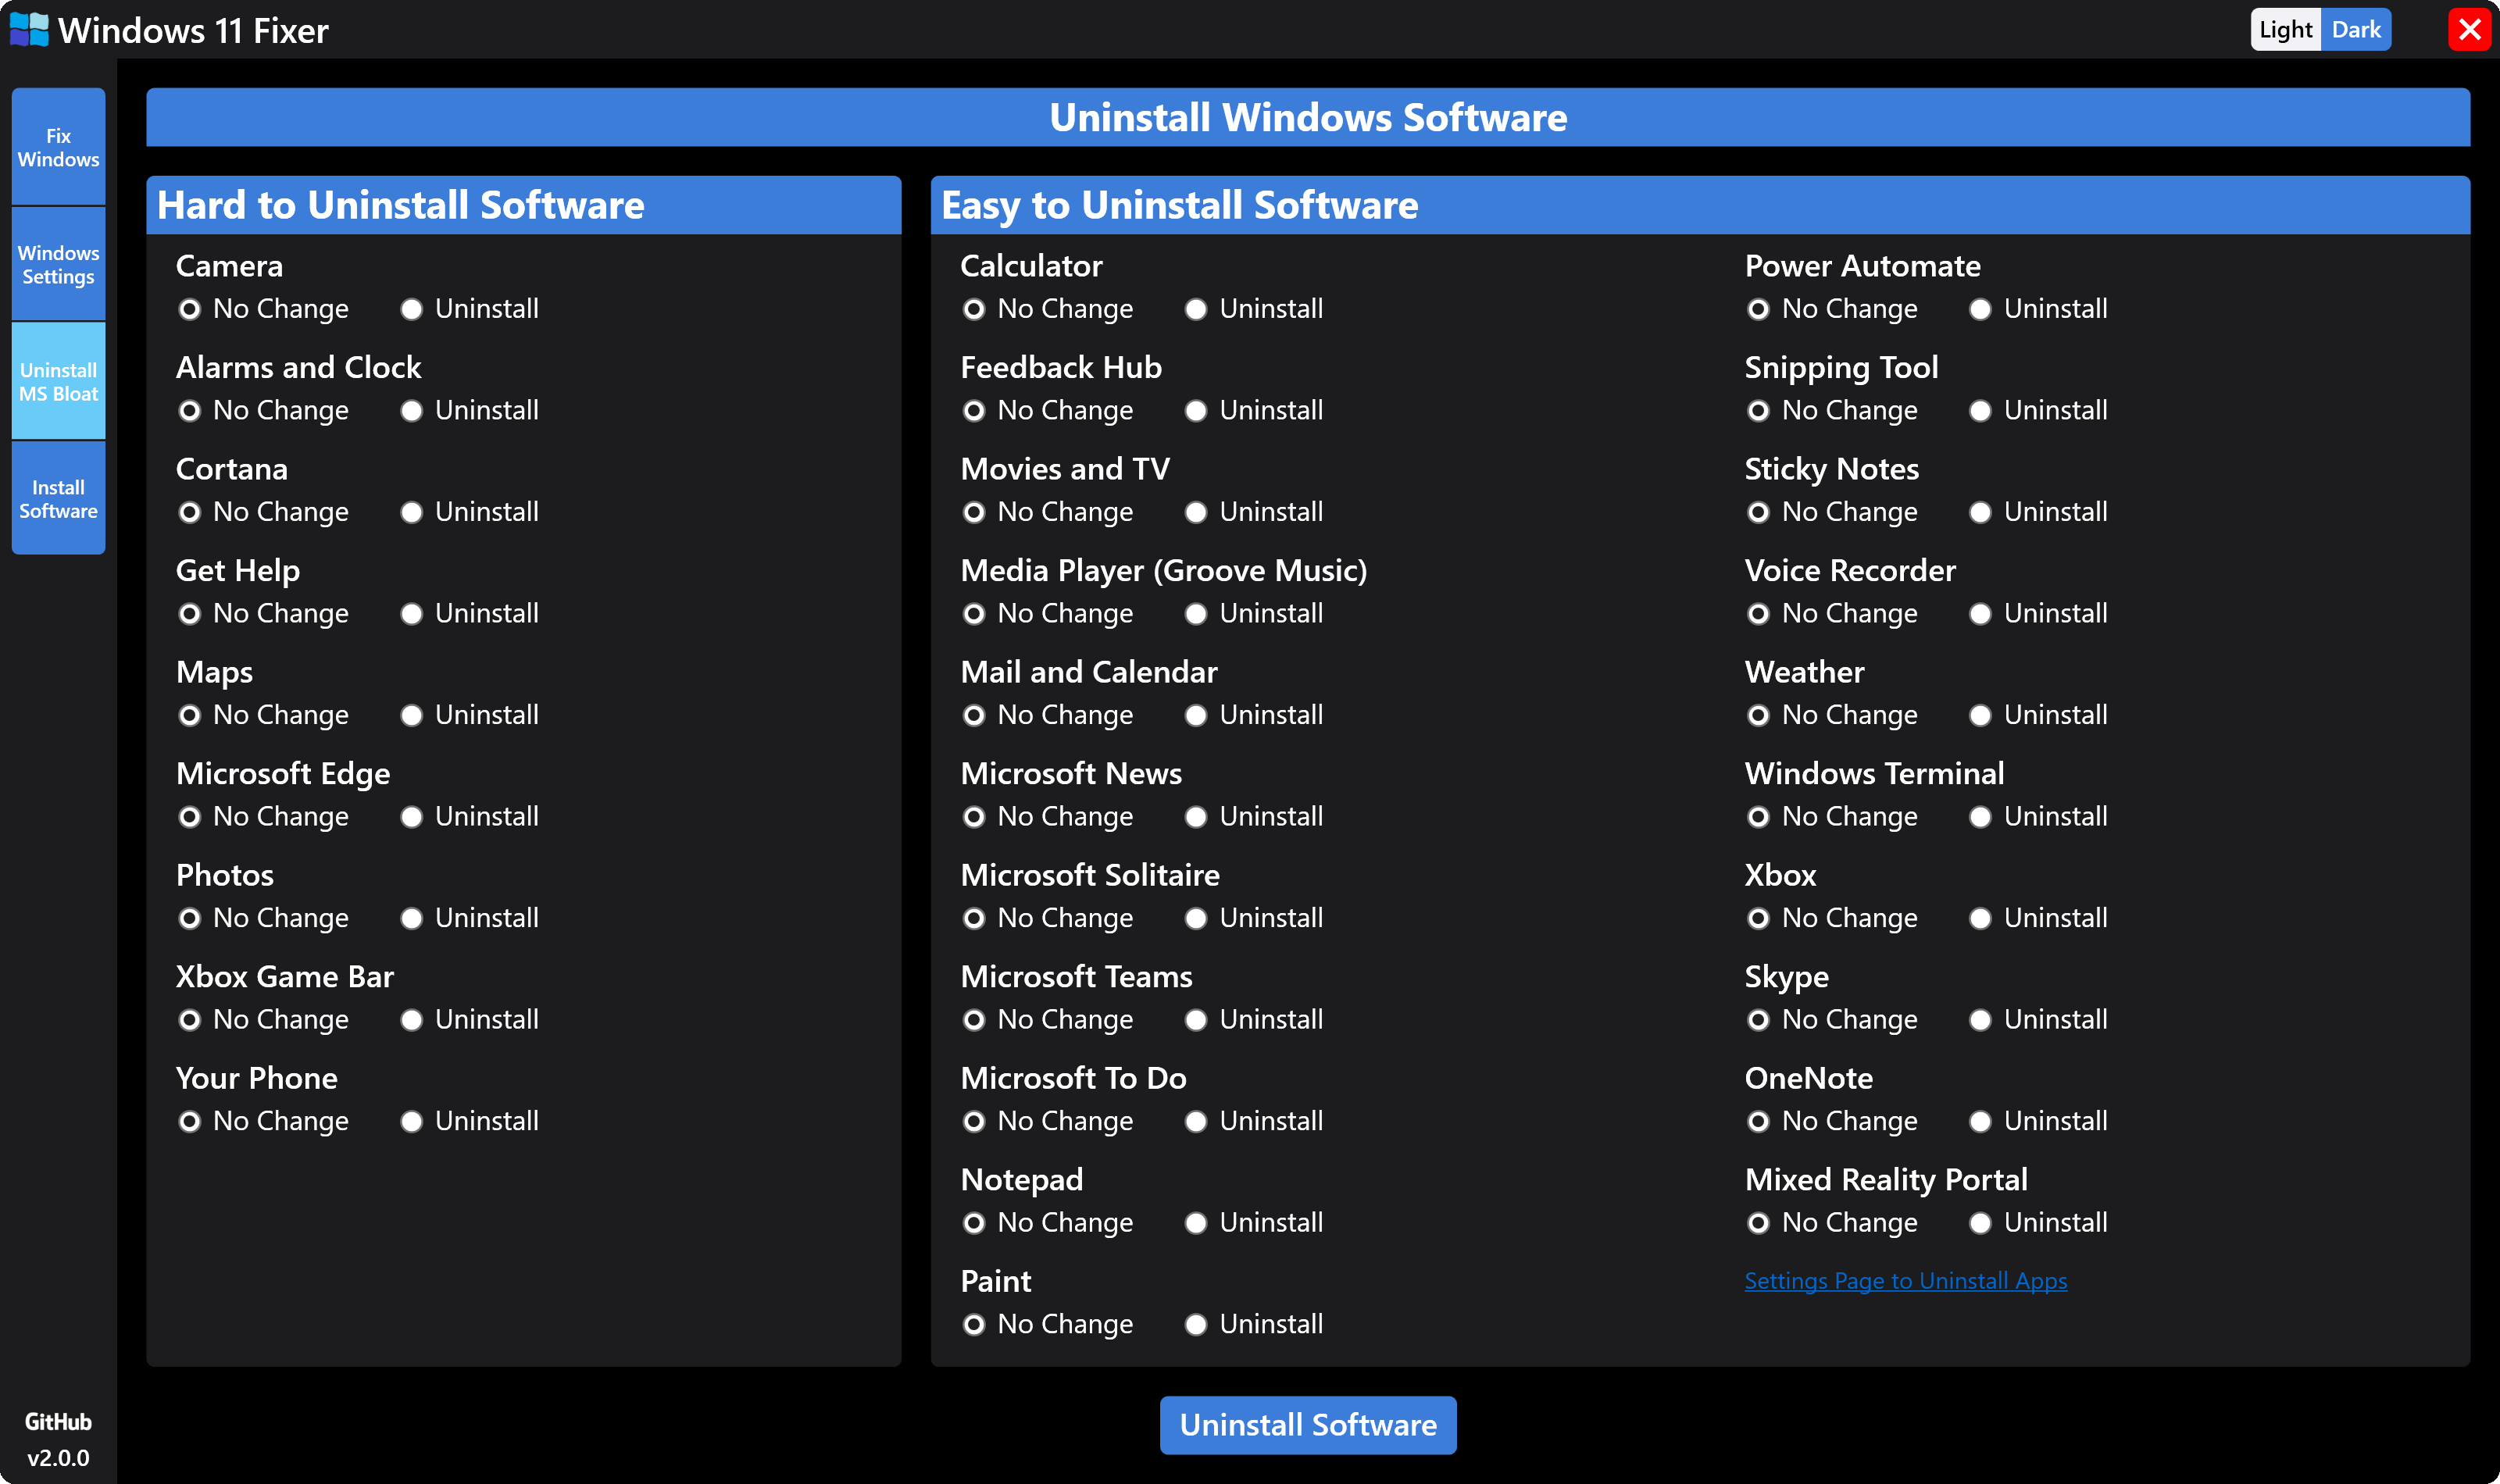 Windows 11 Fixer
Light Dark
Fix
Windows
Windows
Settings
Uninstall
MS Bloat
Install
Software
GitHub
v2.0.0
Uninstall Windows Software
Hard to Uninstall Software
Camera
No Change Uninstall
Alarms and Clock
No Change Uninstall
Cortana
No Change Uninstall
Get Help
No Change Uninstall
Maps
No Change Uninstall
Microsoft Edge
No Change Uninstall
Photos
No Change Uninstall
Xbox Game Bar
No Change Uninstall
Your Phone
No Change Uninstall
Easy to Uninstall Software
Calculator
No Change Uninstall
Feedback Hub
No Change Uninstall
Movies and TV
No Change Uninstall
Media Player (Groove Music)
No Change Uninstall
Mail and Calendar
No Change Uninstall
Microsoft News
No Change Uninstall
Microsoft Solitaire
No Change Uninstall
Microsoft Teams
No Change Uninstall
Microsoft To Do
No Change Uninstall
Notepad
No Change Uninstall
Paint
No Change Uninstall
Power Automate
No Change Uninstall
Snipping Tool
No Change Uninstall
Sticky Notes
No Change Uninstall
Voice Recorder
No Change Uninstall
Weather
No Change Uninstall
Windows Terminal
No Change Uninstall
Xbox
No Change Uninstall
Skype
No Change Uninstall
OneNote
No Change Uninstall
Mixed Reality Portal
No Change Uninstall
Settings Page to Uninstall Apps
Uninstall Software